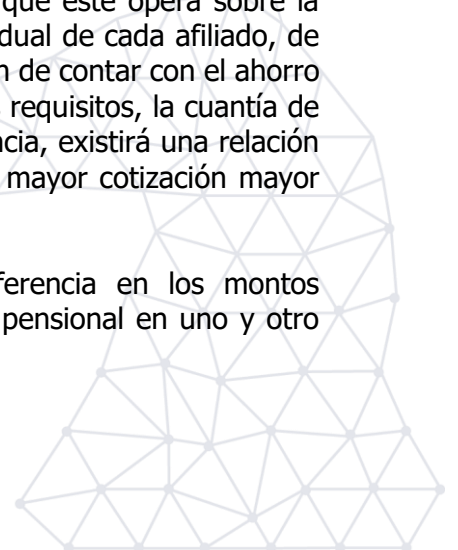 que este opera sobre la
dual de cada afiliado, de
n de contar con el ahorro
requisitos, la cuantía de
cia, existirá una relación
mayor cotización mayor
ferencia en los montos
pensional en uno y otro